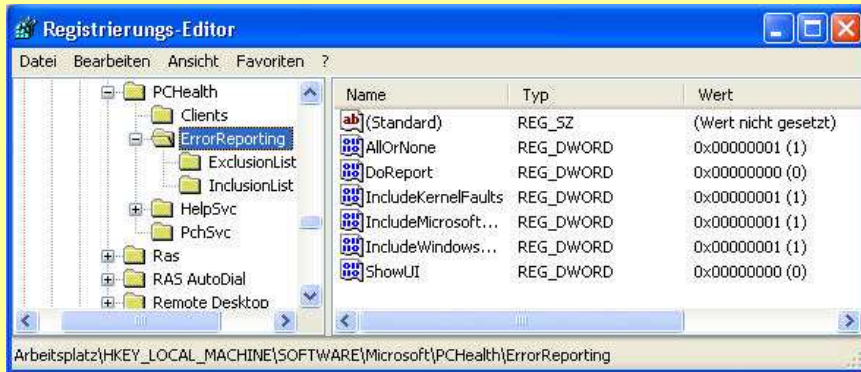 Registrierungs-Editor
Datei Bearbeiten Ansicht Favoriten ?
PCHealth
Clients
ErrorReporting
ExclusionList
InclusionList
HelpSvc
PchSvc
Ras
RAS AutoDial
Remote Desktop
Name Typ Wert
(Standard) REG_SZ (Wert nicht gesetzt)
AllOrNone REG_DWORD 0x00000001 (1)
DoReport REG_DWORD 0x00000000 (0)
IncludeKernelFaults REG_DWORD 0x00000001 (1)
IncludeMicrosoft... REG_DWORD 0x00000001 (1)
IncludeWindows... REG_DWORD 0x00000001 (1)
ShowUI REG_DWORD 0x00000000 (0)
Arbeitsplatz\HKEY_LOCAL_MACHINE\SOFTWARE\Microsoft\PCHealth\ErrorReporting